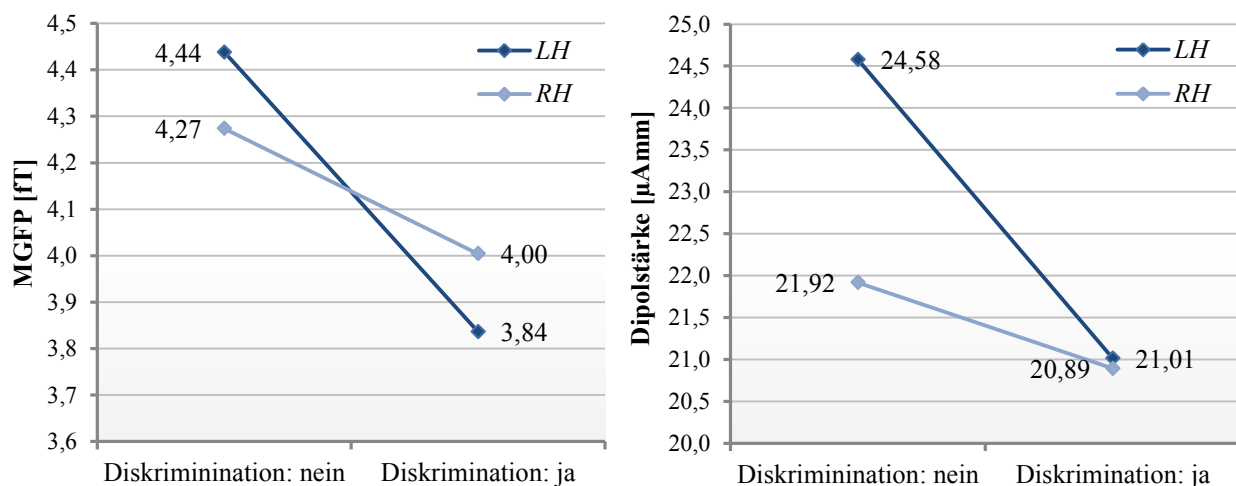 MGFP [fT]
4,5
4,4
4,3
4,2
4,1
4,0
3,9
3,8
3,7
3,6
4,44
4,27
4,00
3,84
LH
RH
Diskriminination: nein
Diskrimination: ja
Dipolstärke [µAmm]
25,0
24,5
24,0
23,5
23,0
22,5
22,0
21,5
21,0
20,5
20,0
24,58
21,92
20,89
21,01
LH
RH
Diskriminination: nein
Diskrimination: ja